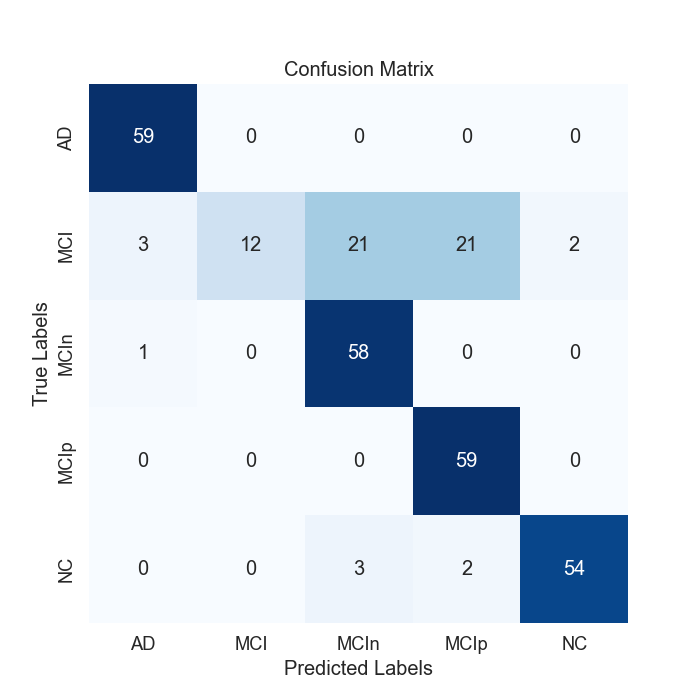 Confusion Matrix
AD 59 0 0 0 0
MCI 3 12 21 21 2
MCIn 1 0 58 0 0
MCIp 0 0 0 59 0
NC 0 0 3 2 54
AD MCI MCIn MCIp NC
True Labels
Predicted Labels